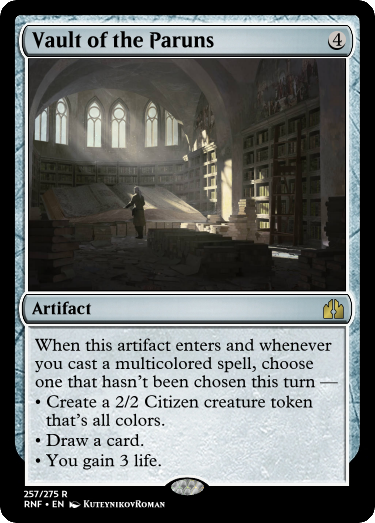 Vault of the Paruns 4
Artifact
When this artifact enters and whenever
you cast a multicolored spell, choose
one that hasn't been chosen this turn —
• Create a 2/2 Citizen creature token
that's all colors.
• Draw a card.
• You gain 3 life.
257/275 R
RNF • EN KuteynikovRoman